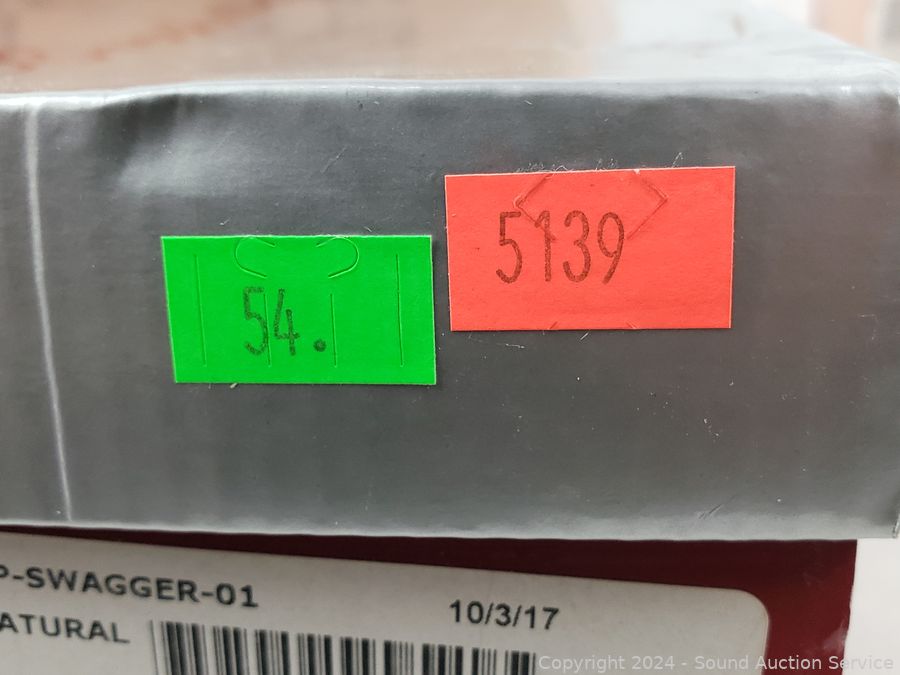 5139
54.
P-SWAGGER-01
10/3/17
ATURAL
Copyright 2024 - Sound Auction Service